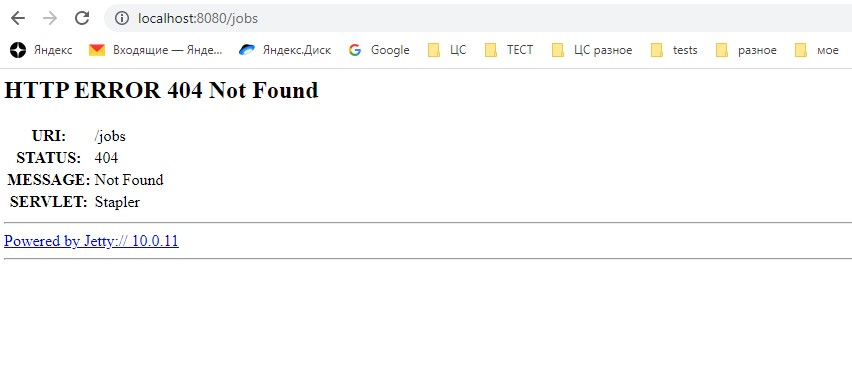 localhost:8080/jobs
Яндекс Входящие — Янде... Яндекс.Диск Google ЦС ТЕСТ ЦС разное tests разное мое
HTTP ERROR 404 Not Found
URI: /jobs
STATUS: 404
MESSAGE: Not Found
SERVLET: Stapler
Powered by Jetty:// 10.0.11